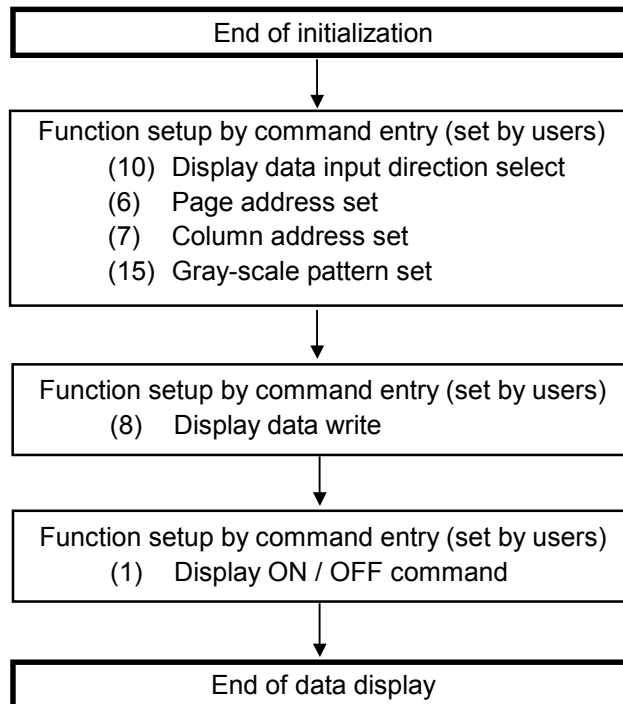 End of initialization
Function setup by command entry (set by users)
(10) Display data input direction select
(6) Page address set
(7) Column address set
(15) Gray-scale pattern set
Function setup by command entry (set by users)
(8) Display data write
Function setup by command entry (set by users)
(1) Display ON / OFF command
End of data display